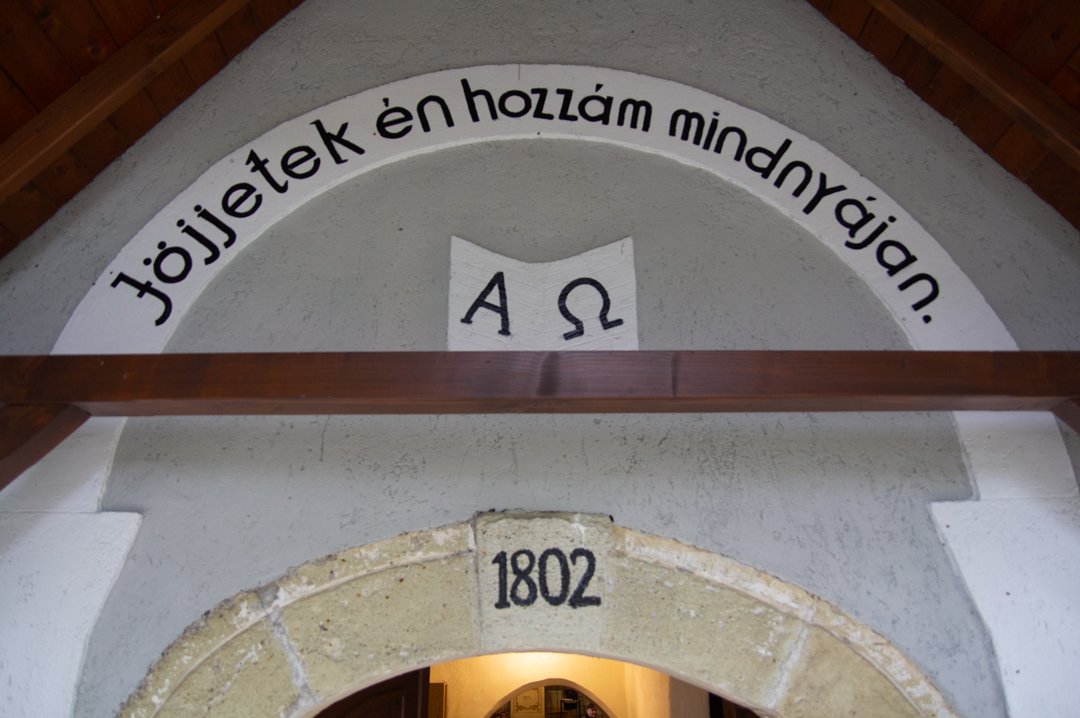 Jöjjetek én hozzám mindnyájan.
Α Ω
1802